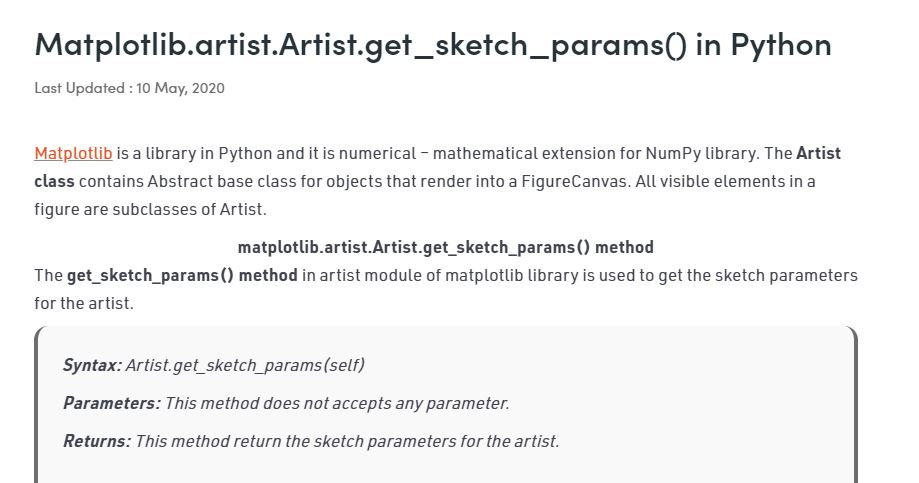 Matplotlib.artist.Artist.get_sketch_params() in Python
Last Updated : 10 May, 2020
Matplotlib is a library in Python and it is numerical – mathematical extension for NumPy library. The Artist
class contains Abstract base class for objects that render into a FigureCanvas. All visible elements in a
figure are subclasses of Artist.
matplotlib.artist.Artist.get_sketch_params() method
The get_sketch_params() method in artist module of matplotlib library is used to get the sketch parameters
for the artist.
Syntax: Artist.get_sketch_params(self)
Parameters: This method does not accepts any parameter.
Returns: This method return the sketch parameters for the artist.